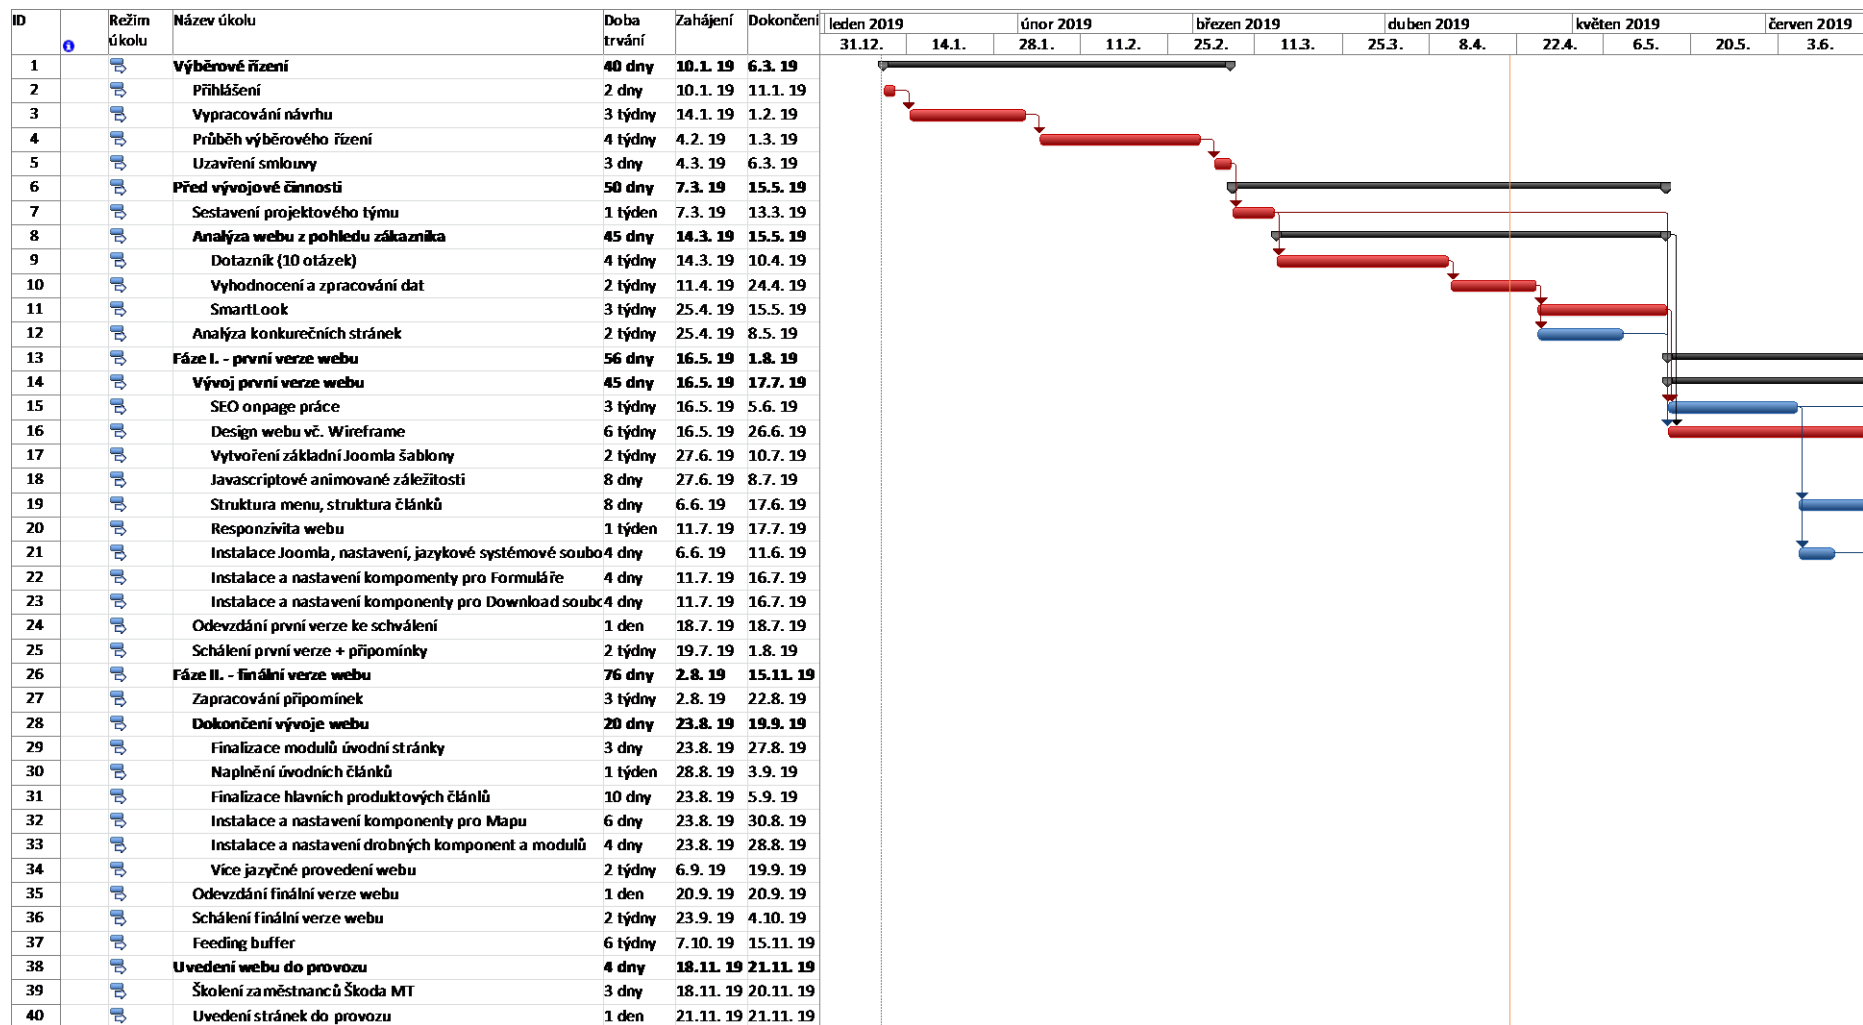 ID Režim úkolu Název úkolu Doba trvání Zahájení Dokončení
leden 2019 únor 2019 březen 2019 duben 2019 květen 2019 červen 2019
31.12. 14.1. 28.1. 11.2. 25.2. 11.3. 25.3. 8.4. 22.4. 6.5. 20.5. 3.6.
1 Výběrové řízení 40 dny 10.1. 19 6.3. 19
2 Přihlášení 2 dny 10.1. 19 11.1. 19
3 Vypracování návrhu 3 týdny 14.1. 19 1.2. 19
4 Průběh výběrového řízení 4 týdny 4.2. 19 1.3. 19
5 Uzavření smlouvy 3 dny 4.3. 19 6.3. 19
6 Před vývojové činnosti 50 dny 7.3. 19 15.5. 19
7 Sestavení projektového týmu 1 týden 7.3. 19 13.3. 19
8 Analýza webu z pohledu zákazníka 45 dny 14.3. 19 15.5. 19
9 Dotazník (10 otázek) 4 týdny 14.3. 19 10.4. 19
10 Vyhodnocení a zpracování dat 2 týdny 11.4. 19 24.4. 19
11 SmartLook 3 týdny 25.4. 19 15.5. 19
12 Analýza konkurečních stránek 2 týdny 25.4. 19 8.5. 19
13 Fáze I. - první verze webu 56 dny 16.5. 19 1.8. 19
14 Vývoj první verze webu 45 dny 16.5. 19 17.7. 19
15 SEO onpage práce 3 týdny 16.5. 19 5.6. 19
16 Design webu vč. Wireframe 6 týdny 16.5. 19 26.6. 19
17 Vytvoření základní Joomla šablony 2 týdny 27.6. 19 10.7. 19
18 Javascriptové animované záležitosti 8 dny 27.6. 19 8.7. 19
19 Struktura menu, struktura článků 8 dny 6.6. 19 17.6. 19
20 Responzivita webu 1 týden 11.7. 19 17.7. 19
21 Instalace Joomla, nastavení, jazykové systémové soubo 4 dny 6.6. 19 11.6. 19
22 Instalace a nastavení kompomenty pro Formuláře 4 dny 11.7. 19 16.7. 19
23 Instalace a nastavení komponenty pro Download soubo 4 dny 11.7. 19 16.7. 19
24 Odevzdání první verze ke schválení 1 den 18.7. 19 18.7. 19
25 Schálení první verze + připomínky 2 týdny 19.7. 19 1.8. 19
26 Fáze II. - finální verze webu 76 dny 2.8. 19 15.11. 19
27 Zapracování připomínek 3 týdny 2.8. 19 22.8. 19
28 Dokončení vývoje webu 20 dny 23.8. 19 19.9. 19
29 Finalizace modulů úvodní stránky 3 dny 23.8. 19 27.8. 19
30 Naplnění úvodních článků 1 týden 28.8. 19 3.9. 19
31 Finalizace hlavních produktových článlů 10 dny 23.8. 19 5.9. 19
32 Instalace a nastavení komponenty pro Mapu 6 dny 23.8. 19 30.8. 19
33 Instalace a nastavení drobných komponent a modulů 4 dny 23.8. 19 28.8. 19
34 Více jazyčné provedení webu 2 týdny 6.9. 19 19.9. 19
35 Odevzdání finální verze webu 1 den 20.9. 19 20.9. 19
36 Schálení finální verze webu 2 týdny 23.9. 19 4.10. 19
37 Feeding buffer 6 týdny 7.10. 19 15.11. 19
38 Uvedení webu do provozu 4 dny 18.11. 19 21.11. 19
39 Školení zaměstnanců Škoda MT 3 dny 18.11. 19 20.11. 19
40 Uvedení stránek do provozu 1 den 21.11. 19 21.11. 19